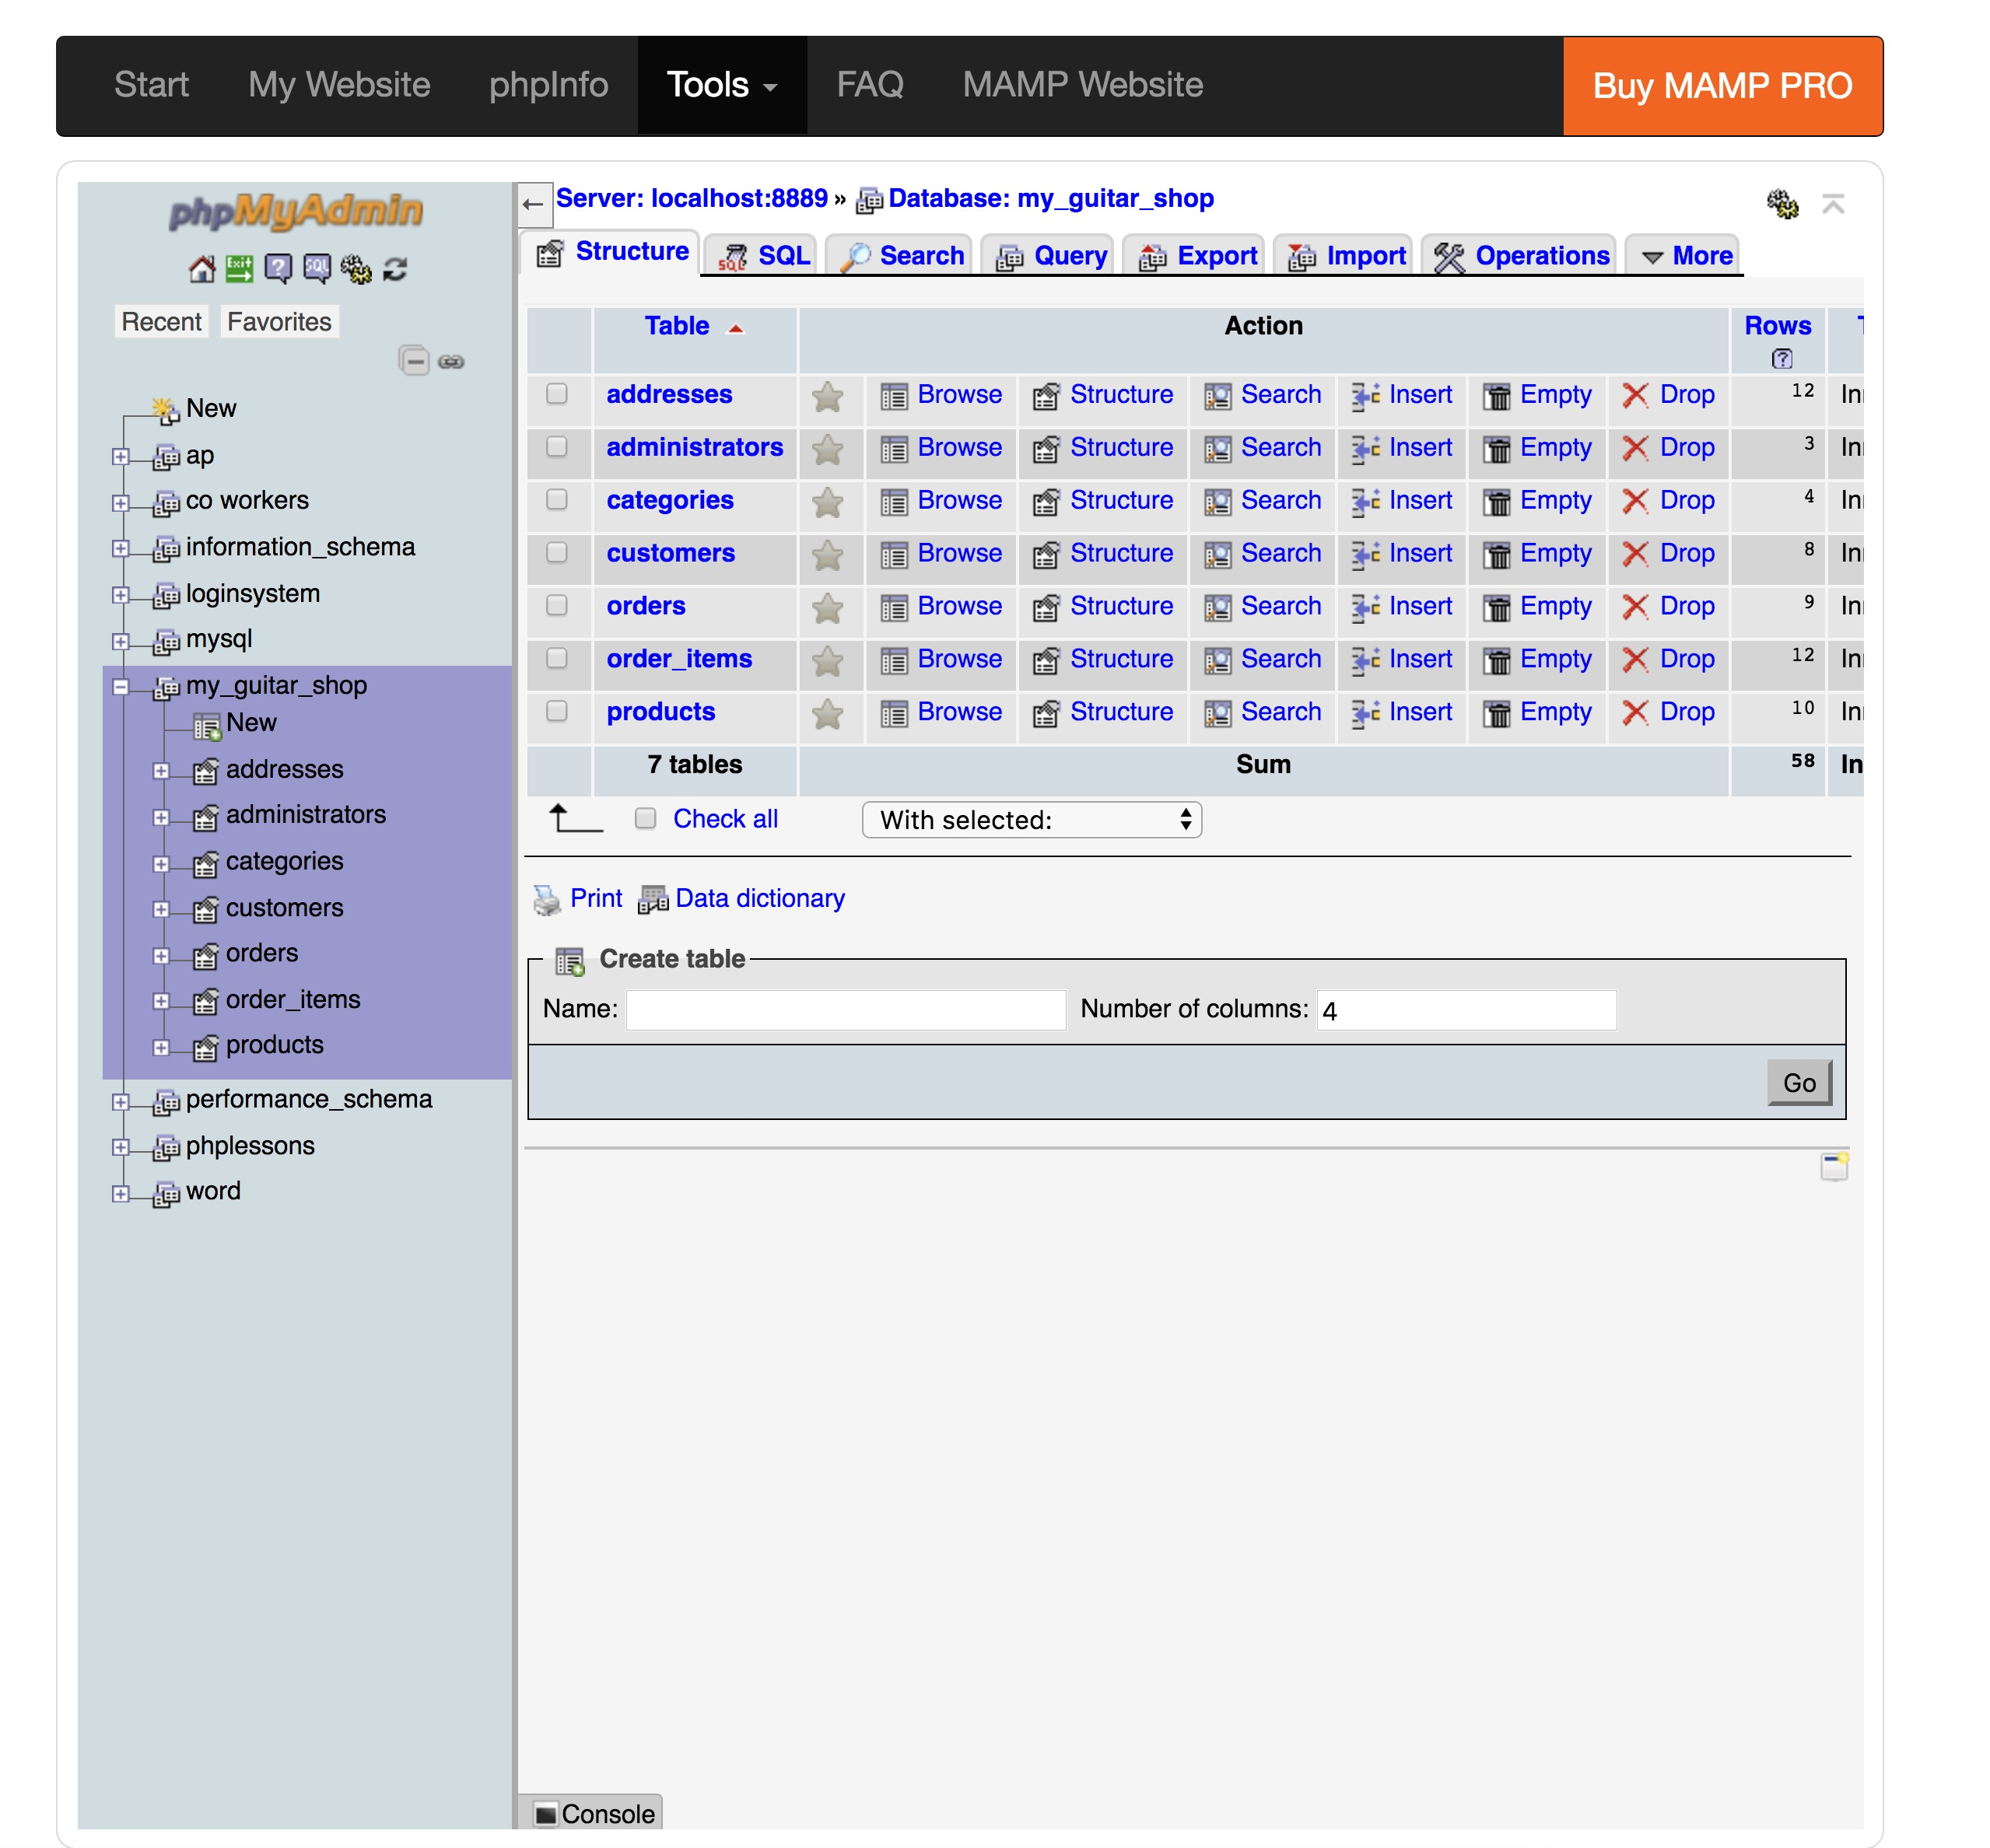 Start My Website phpInfo Tools FAQ MAMP Website Buy MAMP PRO
phpMyAdmin
Exit ? SQL
Recent Favorites
New
ap
co workers
information_schema
loginsystem
mysql
my_guitar_shop
New
addresses
administrators
categories
customers
orders
order_items
products
performance_schema
phplessons
word
Server: localhost:8889 » Database: my_guitar_shop
Structure SQL Search Query Export Import Operations More
Table Action Rows
addresses Browse Structure Search Insert Empty Drop 12
administrators Browse Structure Search Insert Empty Drop 3
categories Browse Structure Search Insert Empty Drop 4
customers Browse Structure Search Insert Empty Drop 8
orders Browse Structure Search Insert Empty Drop 9
order_items Browse Structure Search Insert Empty Drop 12
products Browse Structure Search Insert Empty Drop 10
7 tables Sum 58
Check all With selected:
Print Data dictionary
Create table
Name: Number of columns: 4
Go
Console